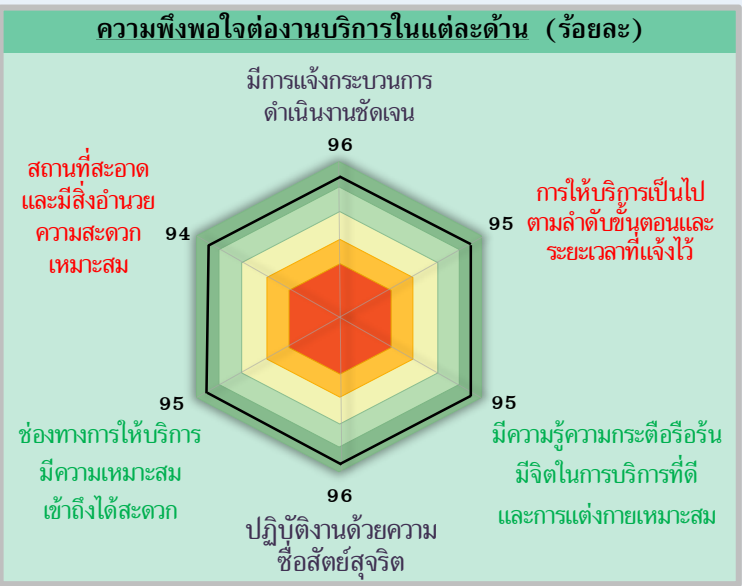 ความพึงพอใจต่องานบริการในแต่ละด้าน (ร้อยละ)
มีการแจ้งกระบวนการ
ดำเนินงานชัดเจน
96
การให้บริการเป็นไป
ตามลำดับขั้นตอนและ
ระยะเวลาที่แจ้งไว้
95
มีความรู้ความกระตือรือร้น
มีจิตในการบริการที่ดี
และการแต่งกายเหมาะสม
95
96
ปฏิบัติงานด้วยความ
ซื่อสัตย์สุจริต
95
ช่องทางการให้บริการ
มีความเหมาะสม
เข้าถึงได้สะดวก
สถานที่สะอาด
และมีสิ่งอำนวย
ความสะดวก
เหมาะสม
94